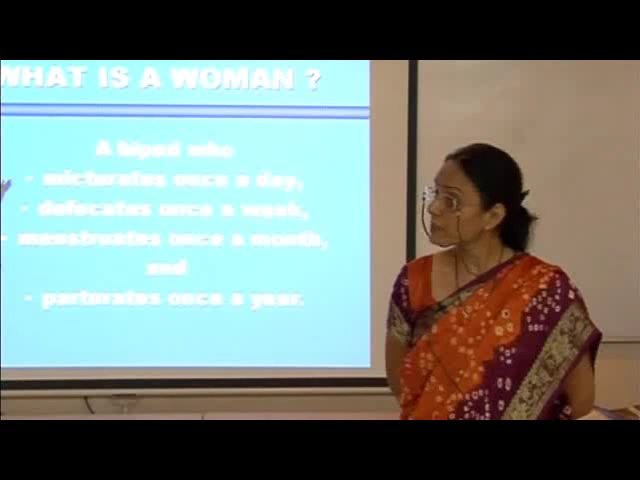 WHAT IS A WOMAN ?
A biped who
- micturates once a day,
- defecates once a week,
- menstruates once a month,
and
- parturates once a year.